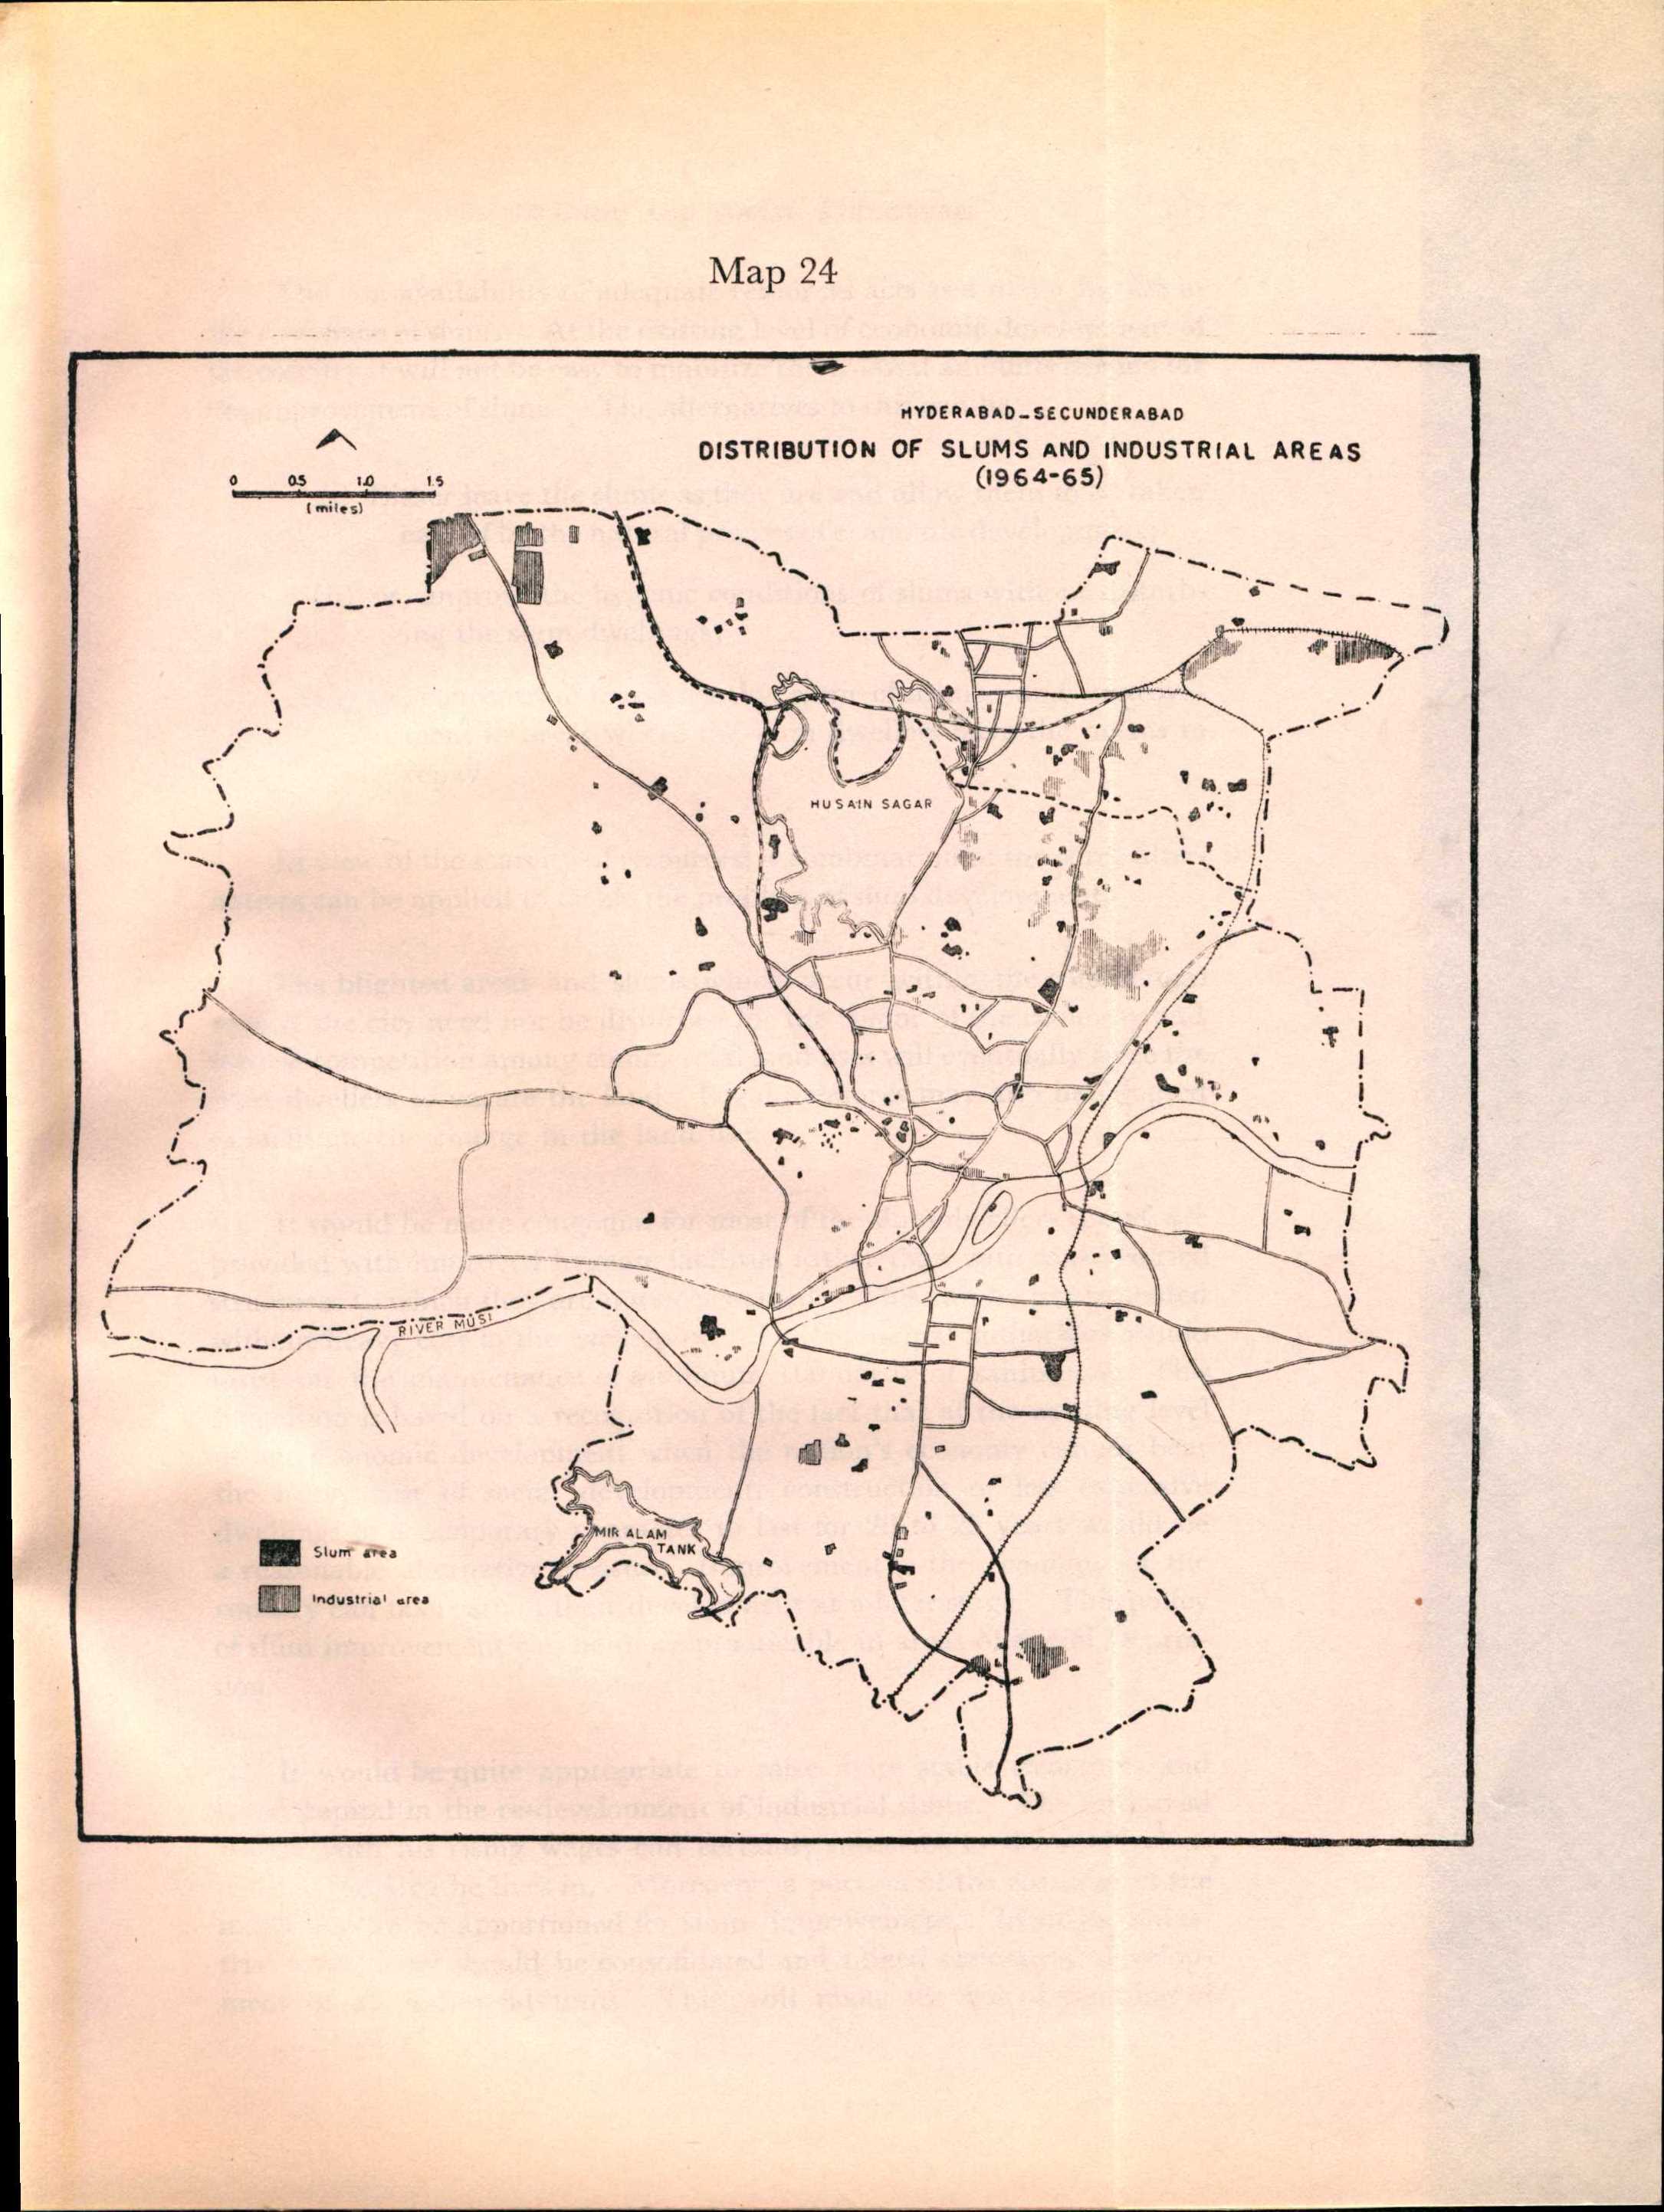 Map 24
HYDERABAD-SECUNDERABAD
DISTRIBUTION OF SLUMS AND INDUSTRIAL AREAS
(1964-65)
0 0.5 1.0 1.5
(miles)
HUSAIN SAGAR
RIVER MUSI
MIR ALAM
TANK
Slum area
Industrial area